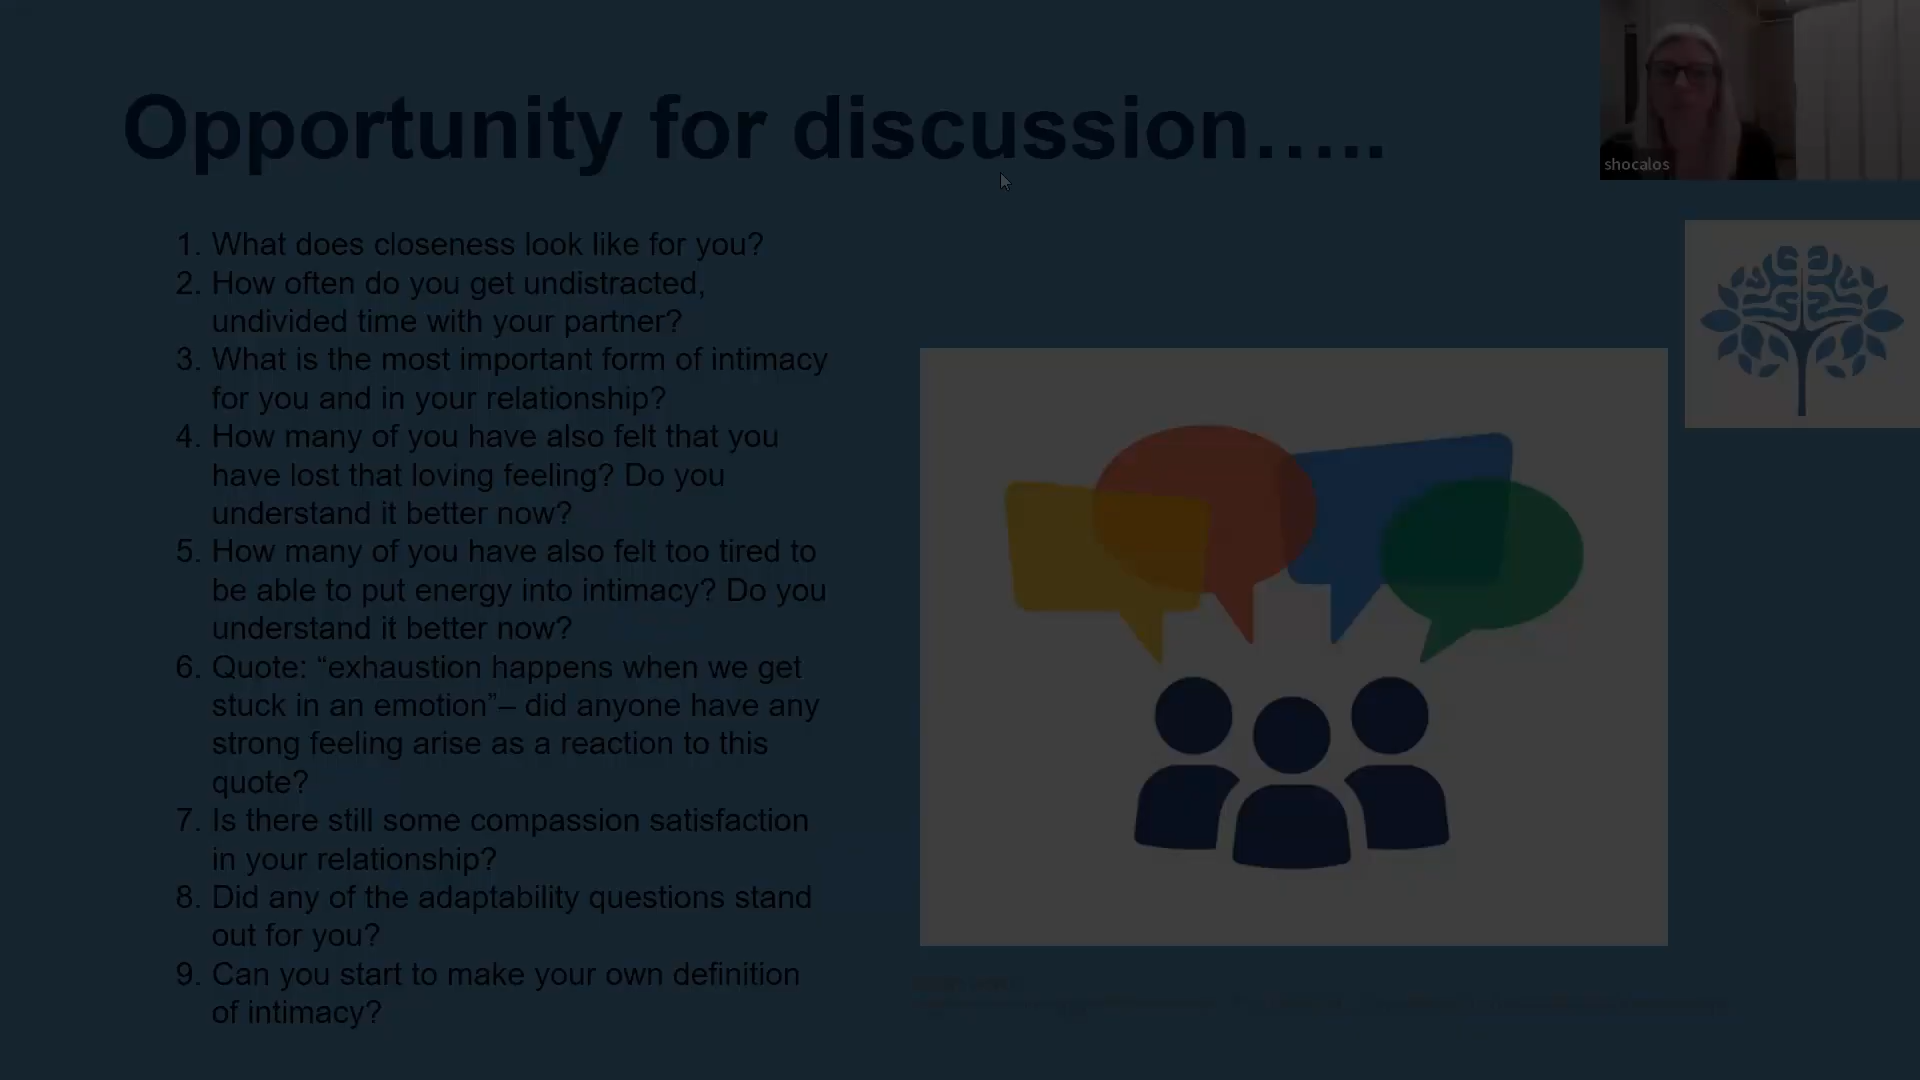 Opportunity for discussion…..
shocalos
1. What does closeness look like for you?
2. How often do you get undistracted,
undivided time with your partner?
3. What is the most important form of intimacy
for you and in your relationship?
4. How many of you have also felt that you
have lost that loving feeling? Do you
understand it better now?
5. How many of you have also felt too tired to
be able to put energy into intimacy? Do you
understand it better now?
6. Quote: “exhaustion happens when we get
stuck in an emotion”– did anyone have any
strong feeling arise as a reaction to this
quote?
7. Is there still some compassion satisfaction
in your relationship?
8. Did any of the adaptability questions stand
out for you?
9. Can you start to make your own definition
of intimacy?